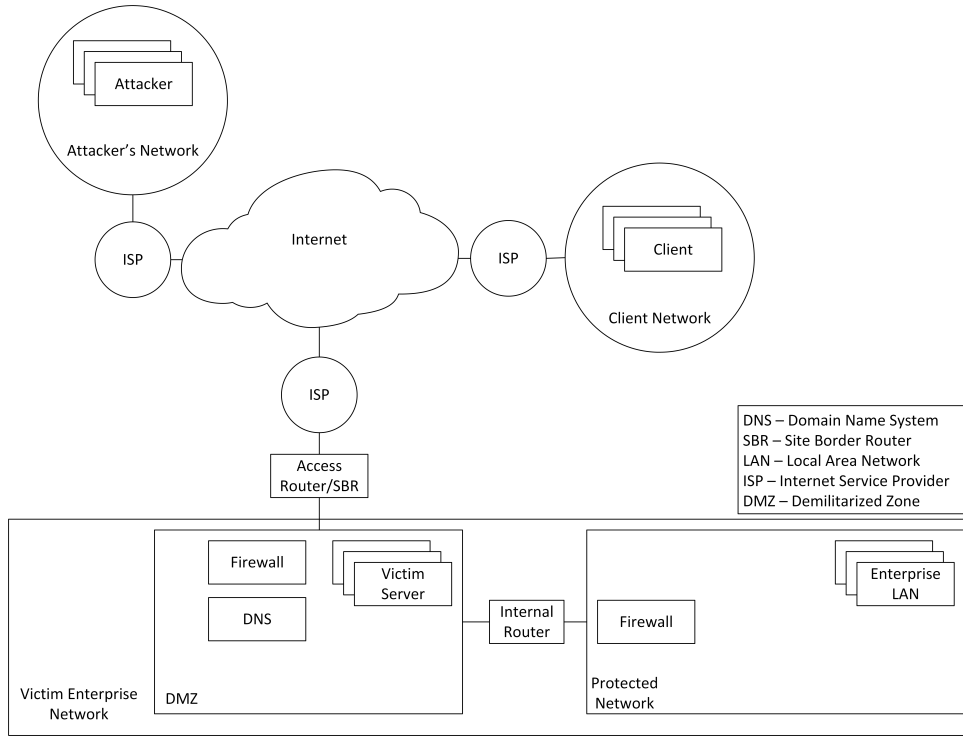 Attacker
Attacker's Network
Internet
ISP
ISP
Client
Client Network
ISP
DNS – Domain Name System
SBR – Site Border Router
LAN – Local Area Network
ISP – Internet Service Provider
DMZ – Demilitarized Zone
Access
Router/SBR
Firewall
Victim
Server
DNS
Internal
Router
Firewall
Enterprise
LAN
Victim Enterprise
Network
DMZ
Protected
Network